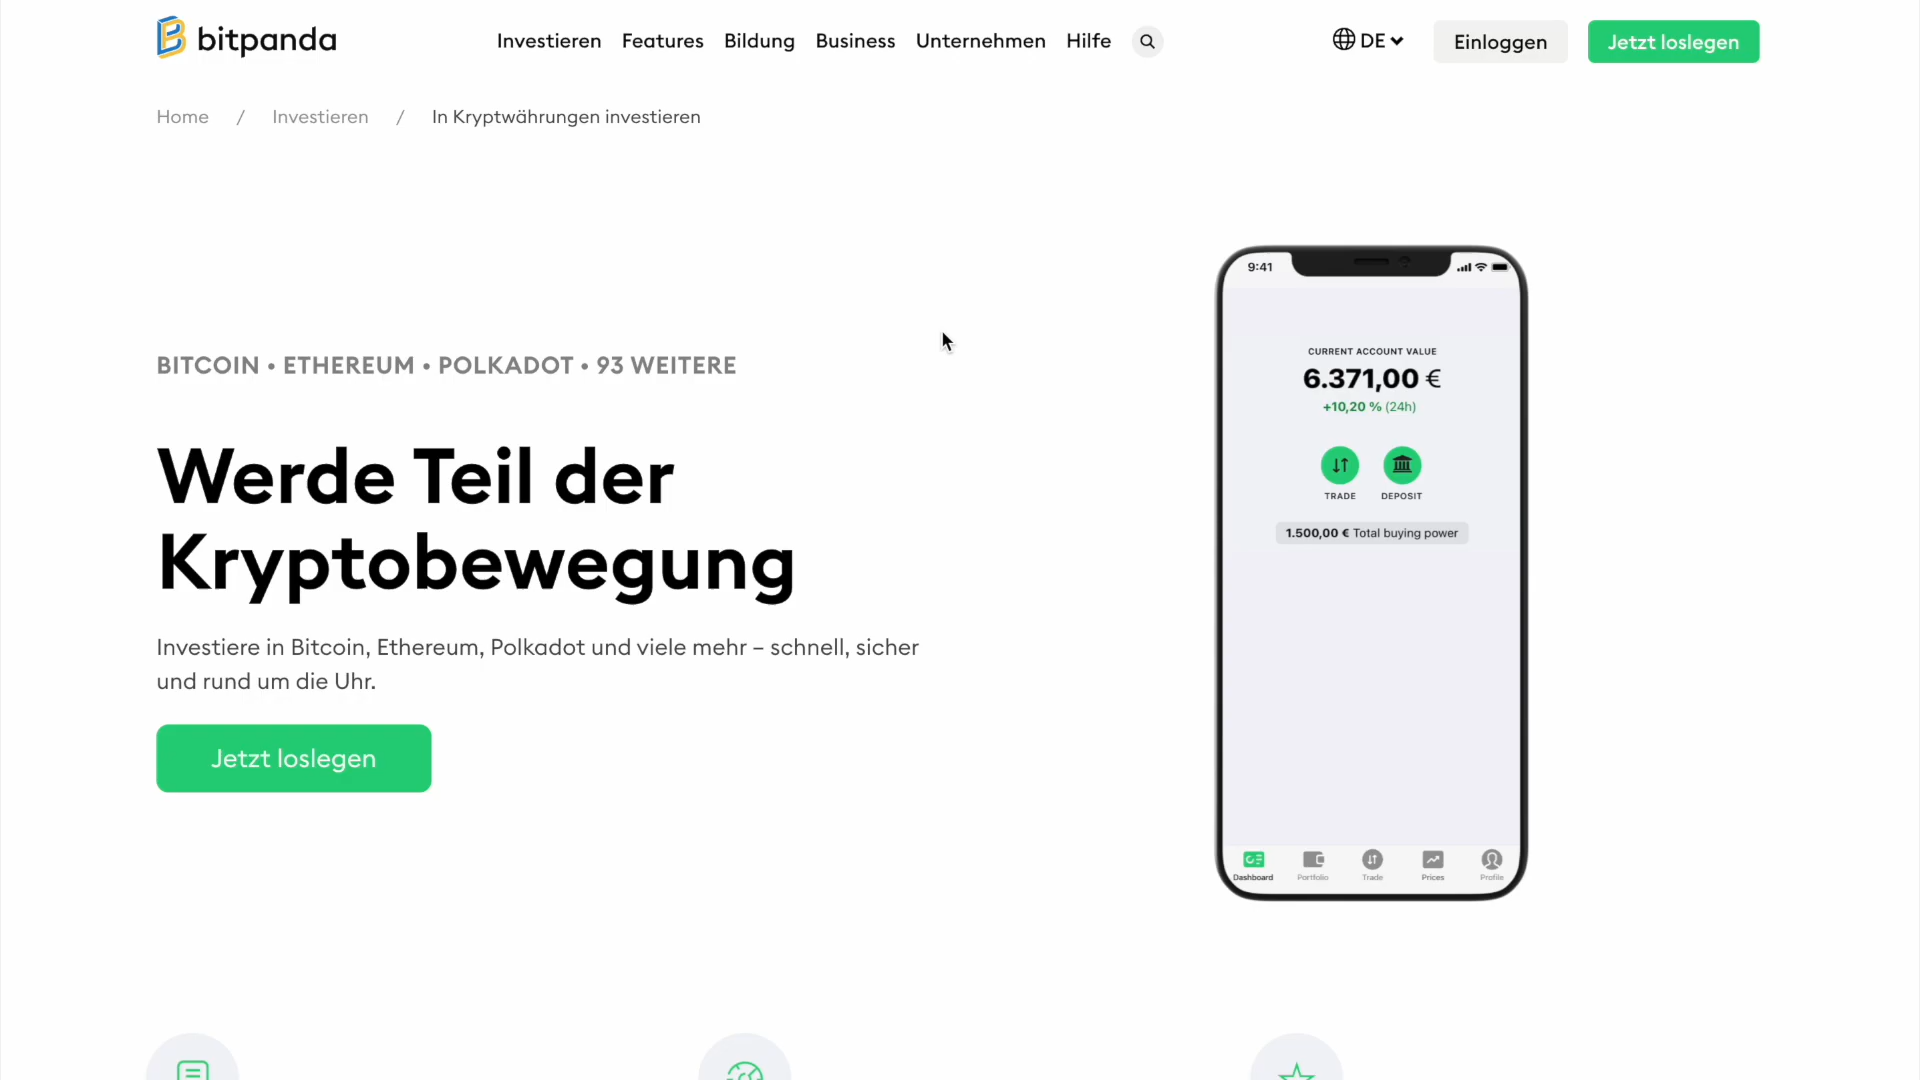 bitpanda
Investieren Features Bildung Business Unternehmen Hilfe
DE
Einloggen
Jetzt loslegen
Home / Investieren / In Kryptwährungen investieren
BITCOIN • ETHEREUM • POLKADOT • 93 WEITERE
Werde Teil der
Kryptobewegung
Investiere in Bitcoin, Ethereum, Polkadot und viele mehr – schnell, sicher
und rund um die Uhr.
Jetzt loslegen
9:41
CURRENT ACCOUNT VALUE
6.371,00 €
+10,20 % (24h)
TRADE DEPOSIT
1.500,00 € Total buying power
Dashboard Portfolio Trade Prices Profile